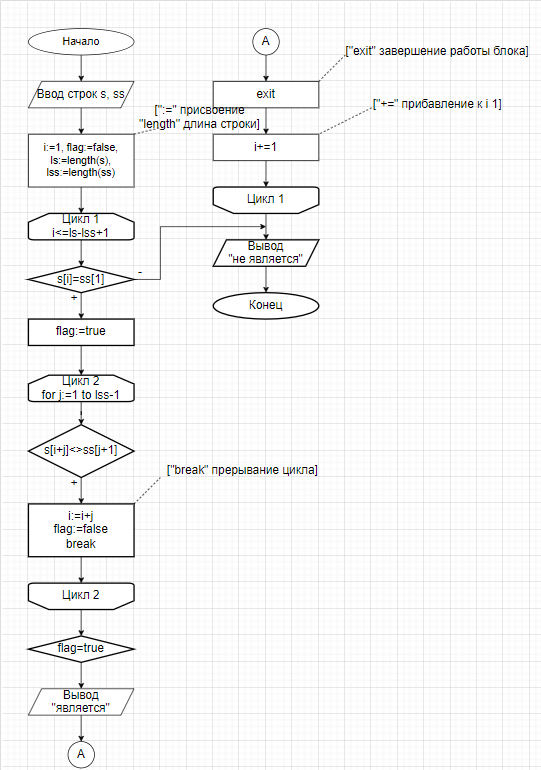 Начало
Ввод строк s, ss
[":=" присвоение
"length" длина строки]
i:=1, flag:=false,
ls:=length(s),
lss:=length(ss)
Цикл 1
i<=ls-lss+1
s[i]=ss[1]
-
+
flag:=true
Цикл 2
for j:=1 to lss-1
s[i+j]<>ss[j+1]
+
["break" прерывание цикла]
i:=i+j
flag:=false
break
Цикл 2
flag=true
Вывод
"является"
A
A
["exit" завершение работы блока]
exit
["+=" прибавление к i 1]
i+=1
Цикл 1
Вывод
"не является"
Конец